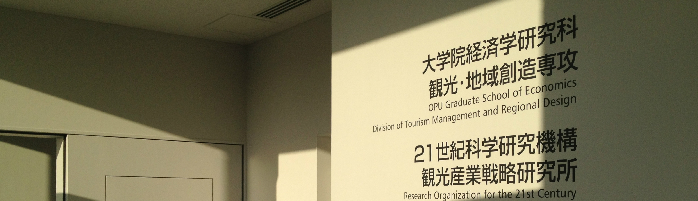 大学院経済学研究科
観光・地域創造専攻
OPU Graduate School of Economics
Division of Tourism Management and Regional Design
21世紀科学研究機構
観光産業戦略研究所
Research Organization for the 21st Century